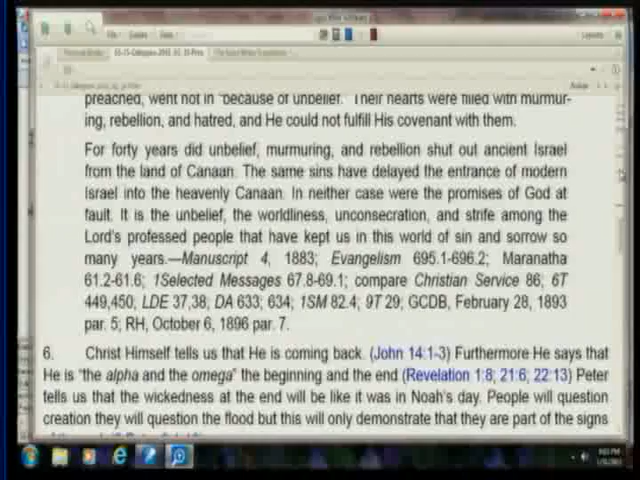 preached, went not in "because of unbelief." Their hearts were filled with murmur-
ing, rebellion, and hatred, and He could not fulfill His covenant with them.
For forty years did unbelief, murmuring, and rebellion shut out ancient Israel
from the land of Canaan. The same sins have delayed the entrance of modern
Israel into the heavenly Canaan. In neither case were the promises of God at
fault. It is the unbelief, the worldliness, unconsecration, and strife among the
Lord's professed people that have kept us in this world of sin and sorrow so
many years.—Manuscript 4, 1883; Evangelism 695.1-696.2; Maranatha
61.2-61.6; 1Selected Messages 67.8-69.1; compare Christian Service 86; 6T
449,450; LDE 37,38; DA 633; 634; 1SM 82.4; 9T 29; GCDB, February 28, 1893
par. 5; RH, October 6, 1896 par. 7.
6. Christ Himself tells us that He is coming back. (John 14:1-3) Furthermore He says that
He is "the alpha and the omega" the beginning and the end (Revelation 1:8; 21:6; 22:13) Peter
tells us that the wickedness at the end will be like it was in Noah's day. People will question
creation they will question the flood but this will only demonstrate that they are part of the signs